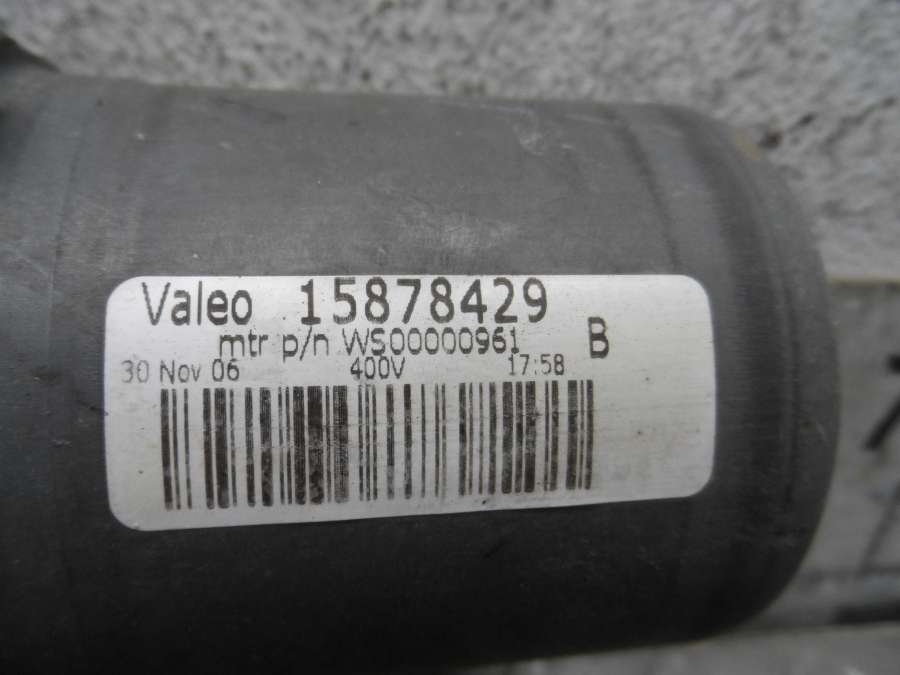 Valeo 15878429
mtr p/n WS00000961 B
30 Nov 06 400V 17:58